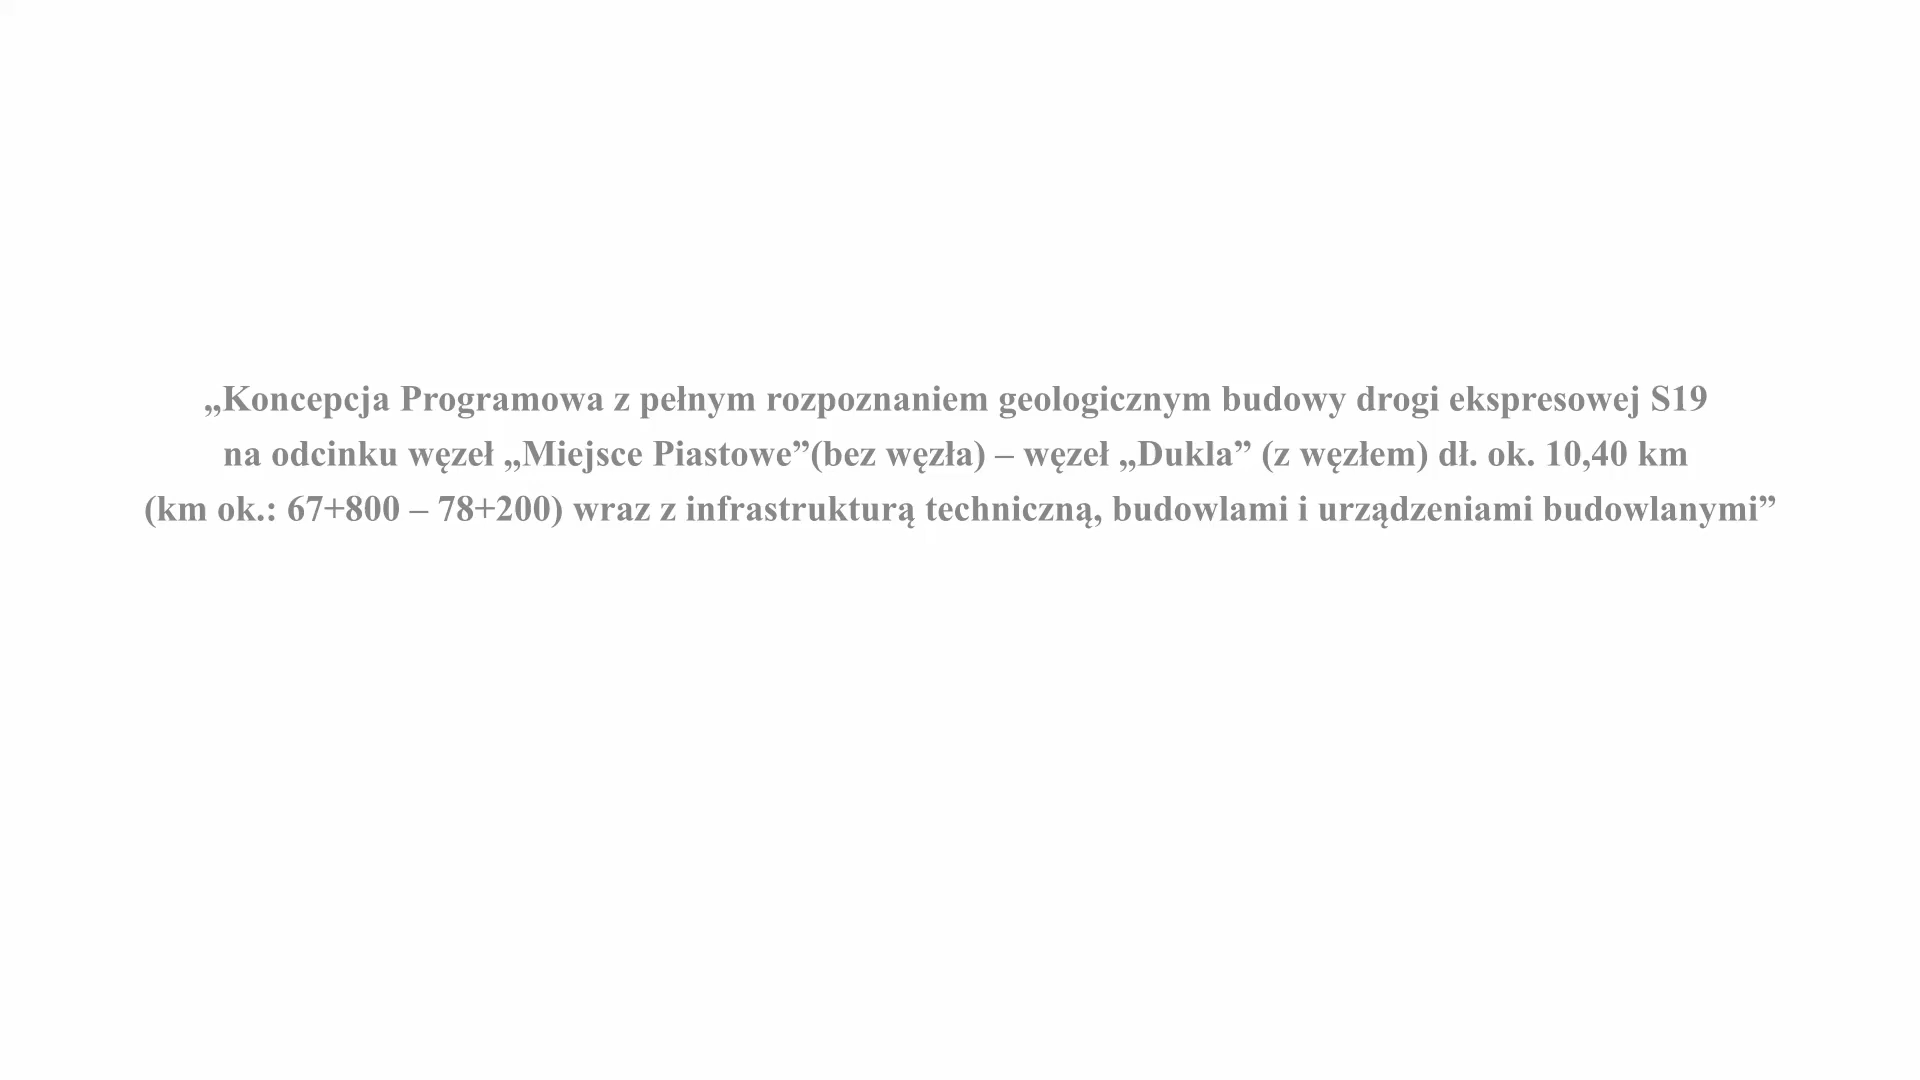 „Koncepcja Programowa z pełnym rozpoznaniem geologicznym budowy drogi ekspresowej S19
na odcinku węzeł „Miejsce Piastowe”(bez węzła) – węzeł „Dukla” (z węzłem) dł. ok. 10,40 km
(km ok.: 67+800 – 78+200) wraz z infrastrukturą techniczną, budowlami i urządzeniami budowlanymi”